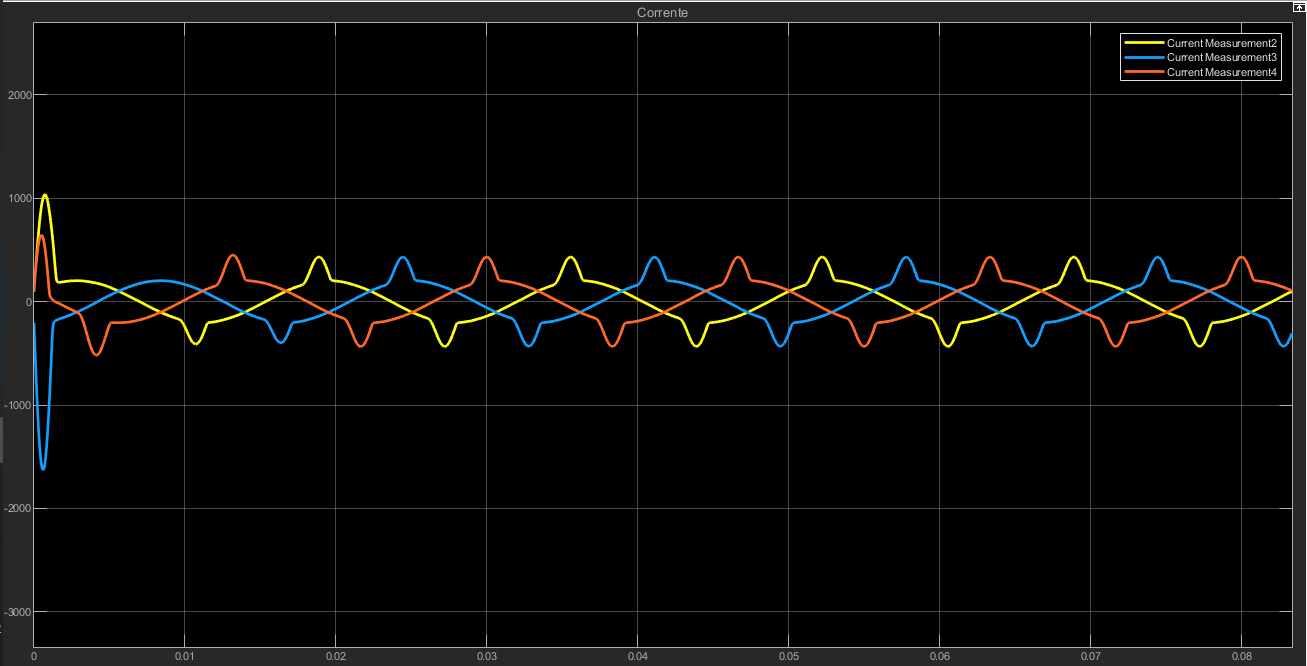 Corrente
Current Measurement2
Current Measurement3
Current Measurement4
2000
1000
0
-1000
-2000
-3000
0 0.01 0.02 0.03 0.04 0.05 0.06 0.07 0.08